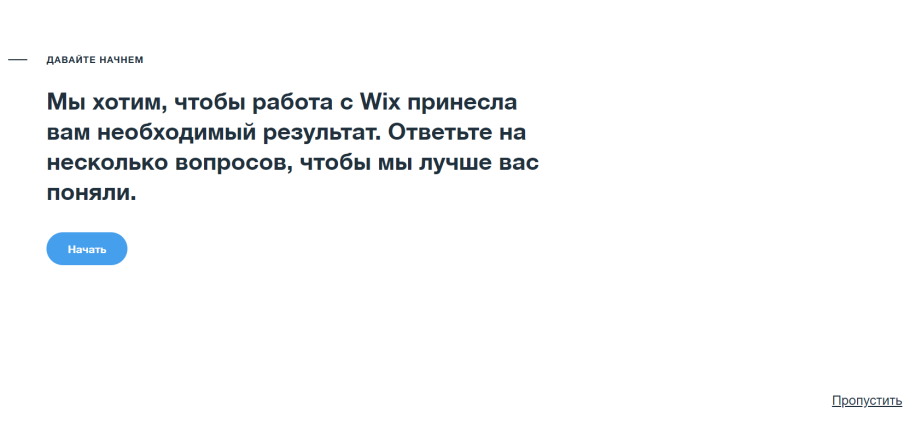 ДАВАЙТЕ НАЧНЕМ
Мы хотим, чтобы работа с Wix принесла
вам необходимый результат. Ответьте на
несколько вопросов, чтобы мы лучше вас
поняли.
Начать
Пропустить